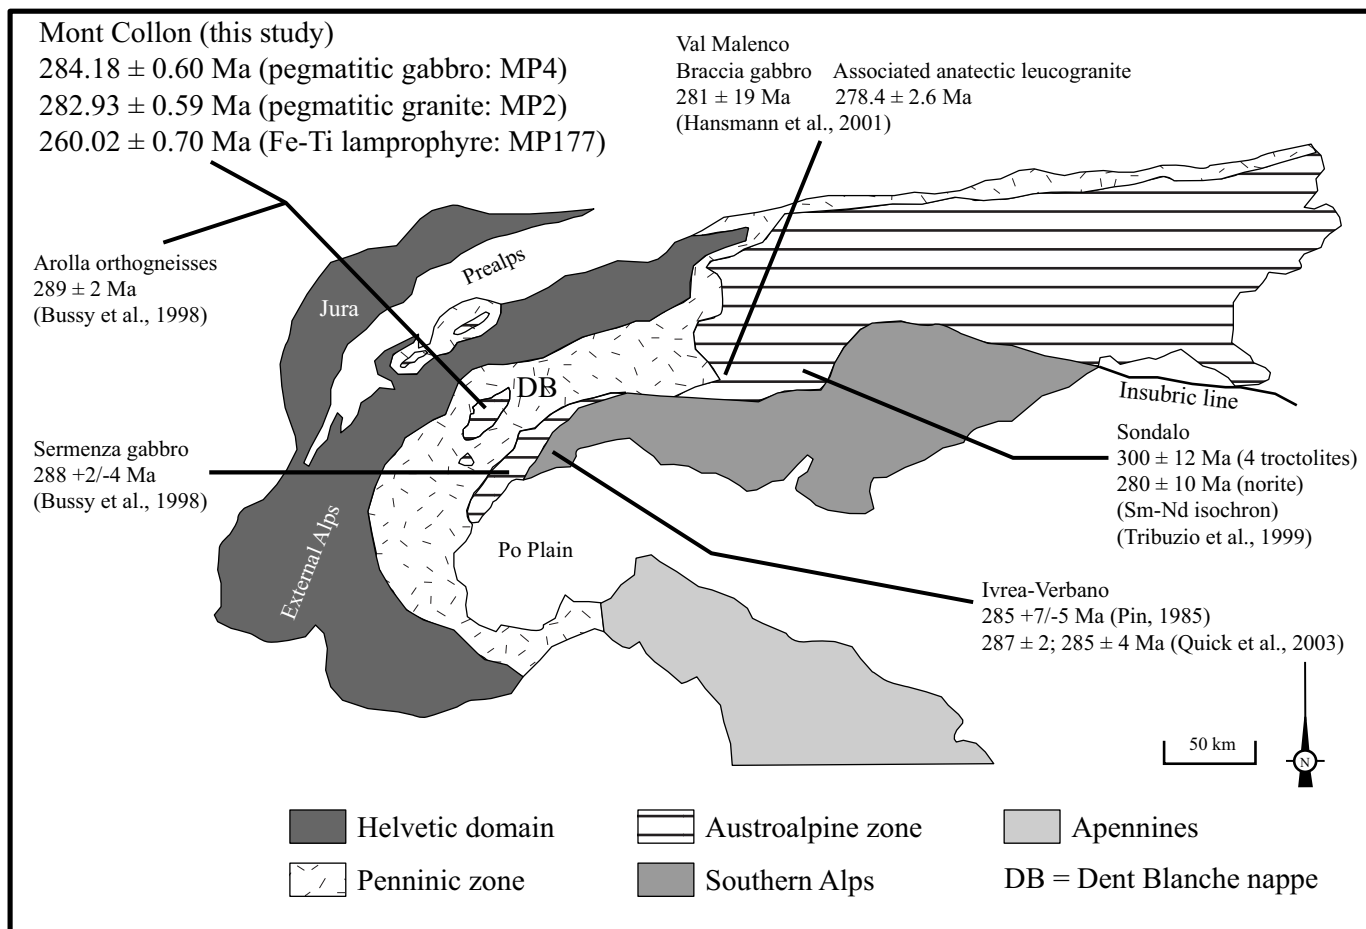 Mont Collon (this study)
284.18 ± 0.60 Ma (pegmatitic gabbro: MP4)
282.93 ± 0.59 Ma (pegmatitic granite: MP2)
260.02 ± 0.70 Ma (Fe-Ti lamprophyre: MP177)
Val Malenco
Braccia gabbro
281 ± 19 Ma
(Hansmann et al., 2001)
Associated anatectic leucogranite
278.4 ± 2.6 Ma
Arolla orthogneisses
289 ± 2 Ma
(Bussy et al., 1998)
Prealps
Jura
DB
Insubric line
Sermenza gabbro
288 +2/-4 Ma
(Bussy et al., 1998)
Sondalo
300 ± 12 Ma (4 troctolites)
280 ± 10 Ma (norite)
(Sm-Nd isochron)
(Tribuzio et al., 1999)
External Alps
Po Plain
Ivrea-Verbano
285 +7/-5 Ma (Pin, 1985)
287 ± 2; 285 ± 4 Ma (Quick et al., 2003)
50 km
N
Helvetic domain
Austroalpine zone
Apennines
Penninic zone
Southern Alps
DB = Dent Blanche nappe